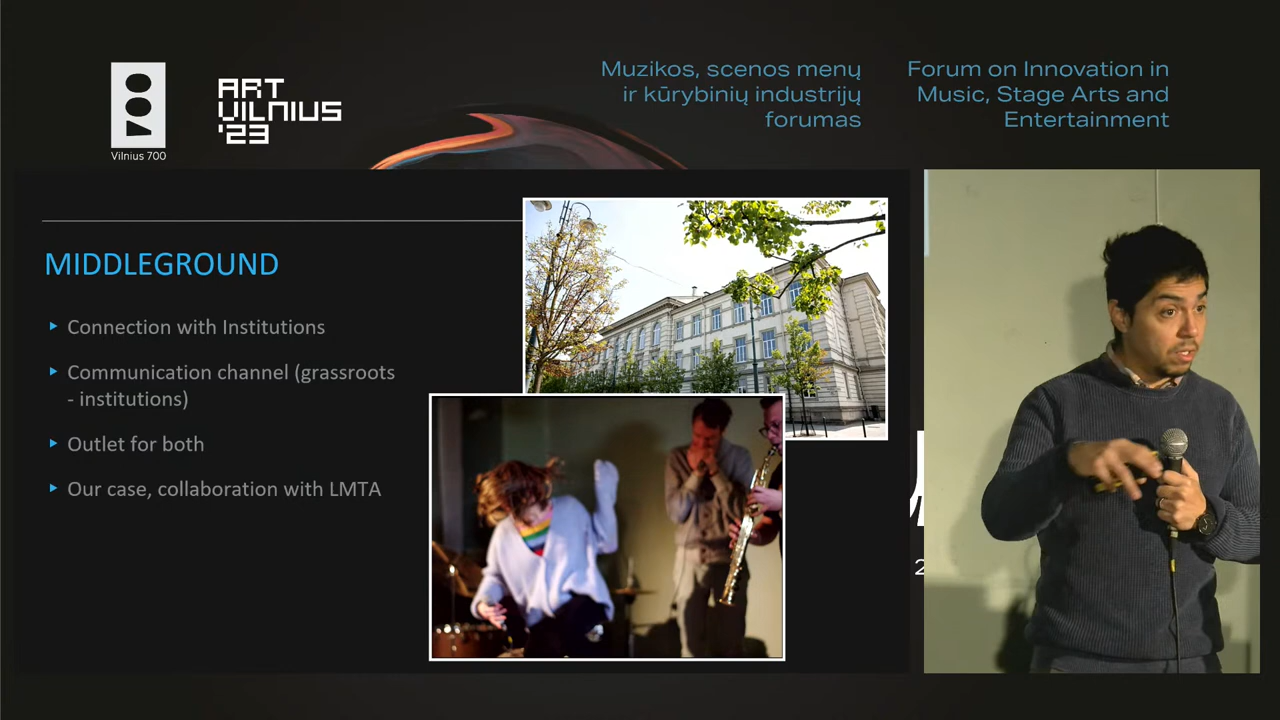 Vilnius 700
ART
VILNIUS
'23
Muzikos, scenos menų
ir kūrybinių industrijų
forumas
Forum on Innovation in
Music, Stage Arts and
Entertainment
MIDDLEGROUND
Connection with Institutions
Communication channel (grassroots
- institutions)
Outlet for both
Our case, collaboration with LMTA
2